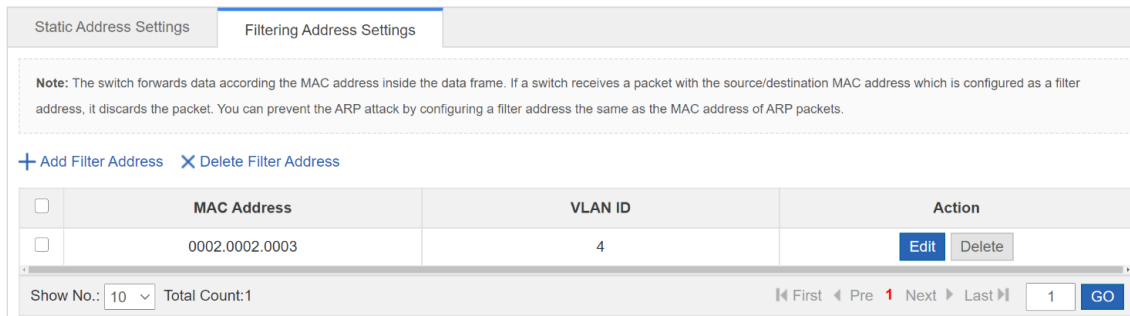 Static Address Settings Filtering Address Settings
Note: The switch forwards data according the MAC address inside the data frame. If a switch receives a packet with the source/destination MAC address which is configured as a filter
address, it discards the packet. You can prevent the ARP attack by configuring a filter address the same as the MAC address of ARP packets.
Add Filter Address Delete Filter Address
MAC Address VLAN ID Action
0002.0002.0003 4 Edit Delete
Show No.: 10 Total Count:1 First Pre 1 Next Last 1 GO